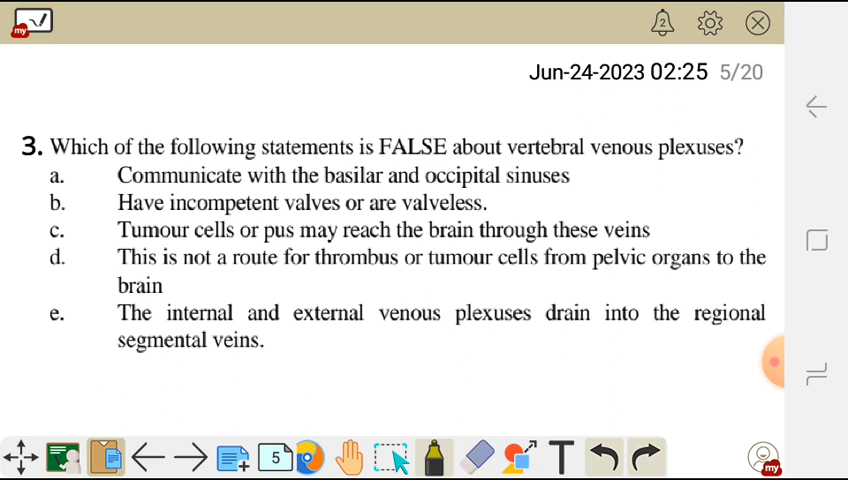 my
2
Jun-24-2023 02:25 5/20
3. Which of the following statements is FALSE about vertebral venous plexuses?
a. Communicate with the basilar and occipital sinuses
b. Have incompetent valves or are valveless.
c. Tumour cells or pus may reach the brain through these veins
d. This is not a route for thrombus or tumour cells from pelvic organs to the
brain
e. The internal and external venous plexuses drain into the regional
segmental veins.
5
T
my